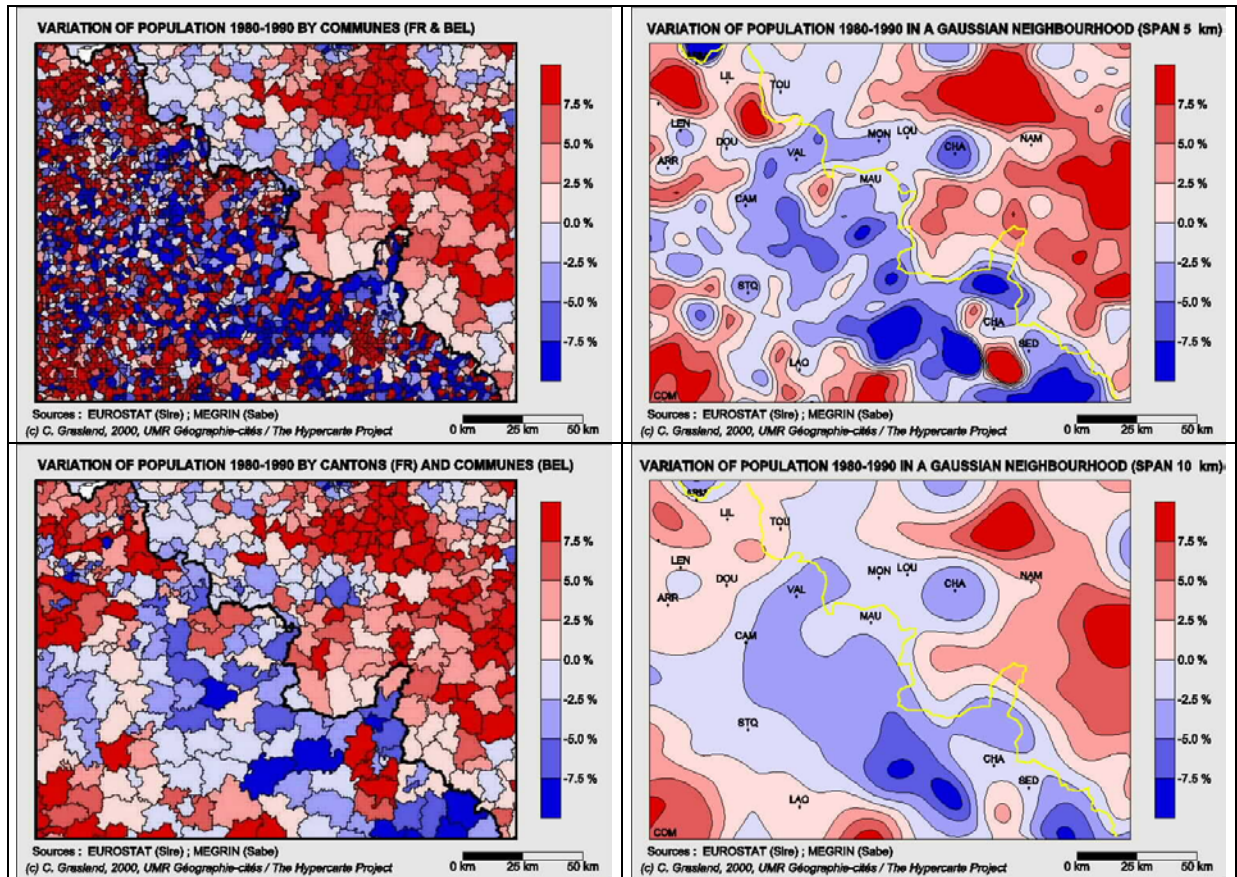 VARIATION OF POPULATION 1980-1990 BY COMMUNES (FR & BEL)
7.5 %
5.0 %
2.5 %
0.0 %
-2.5 %
-5.0 %
-7.5 %
Sources : EUROSTAT (Sire) ; MEGRIN (Sabe)
(c) C. Grasland, 2000, UMR Géographie-cités / The Hypercarte Project
0 km 25 km 50 km
VARIATION OF POPULATION 1980-1990 IN A GAUSSIAN NEIGHBOURHOOD (SPAN 5 km)
LIL
TOU
LEN
DOU
MON LOU
NAM
ARR
VAL
CHA
MAU
CAM
STQ
CHA
SED
LAO
COM
7.5 %
5.0 %
2.5 %
0.0 %
-2.5 %
-5.0 %
-7.5 %
Sources : EUROSTAT (Sire) ; MEGRIN (Sabe)
(c) C. Grasland, 2000, UMR Géographie-cités / The Hypercarte Project
0 km 25 km 50 km
VARIATION OF POPULATION 1980-1990 BY CANTONS (FR) AND COMMUNES (BEL)
7.5 %
5.0 %
2.5 %
0.0 %
-2.5 %
-5.0 %
-7.5 %
Sources : EUROSTAT (Sire) ; MEGRIN (Sabe)
(c) C. Grasland, 2000, UMR Géographie-cités / The Hypercarte Project
0 km 25 km 50 km
VARIATION OF POPULATION 1980-1990 IN A GAUSSIAN NEIGHBOURHOOD (SPAN 10 km)
LIL
TOU
LEN
DOU
MON LOU
NAM
ARR
VAL
CHA
MAU
CAM
STQ
CHA
SED
LAO
COM
7.5 %
5.0 %
2.5 %
0.0 %
-2.5 %
-5.0 %
-7.5 %
Sources : EUROSTAT (Sire) ; MEGRIN (Sabe)
(c) C. Grasland, 2000, UMR Géographie-cités / The Hypercarte Project
0 km 25 km 50 km